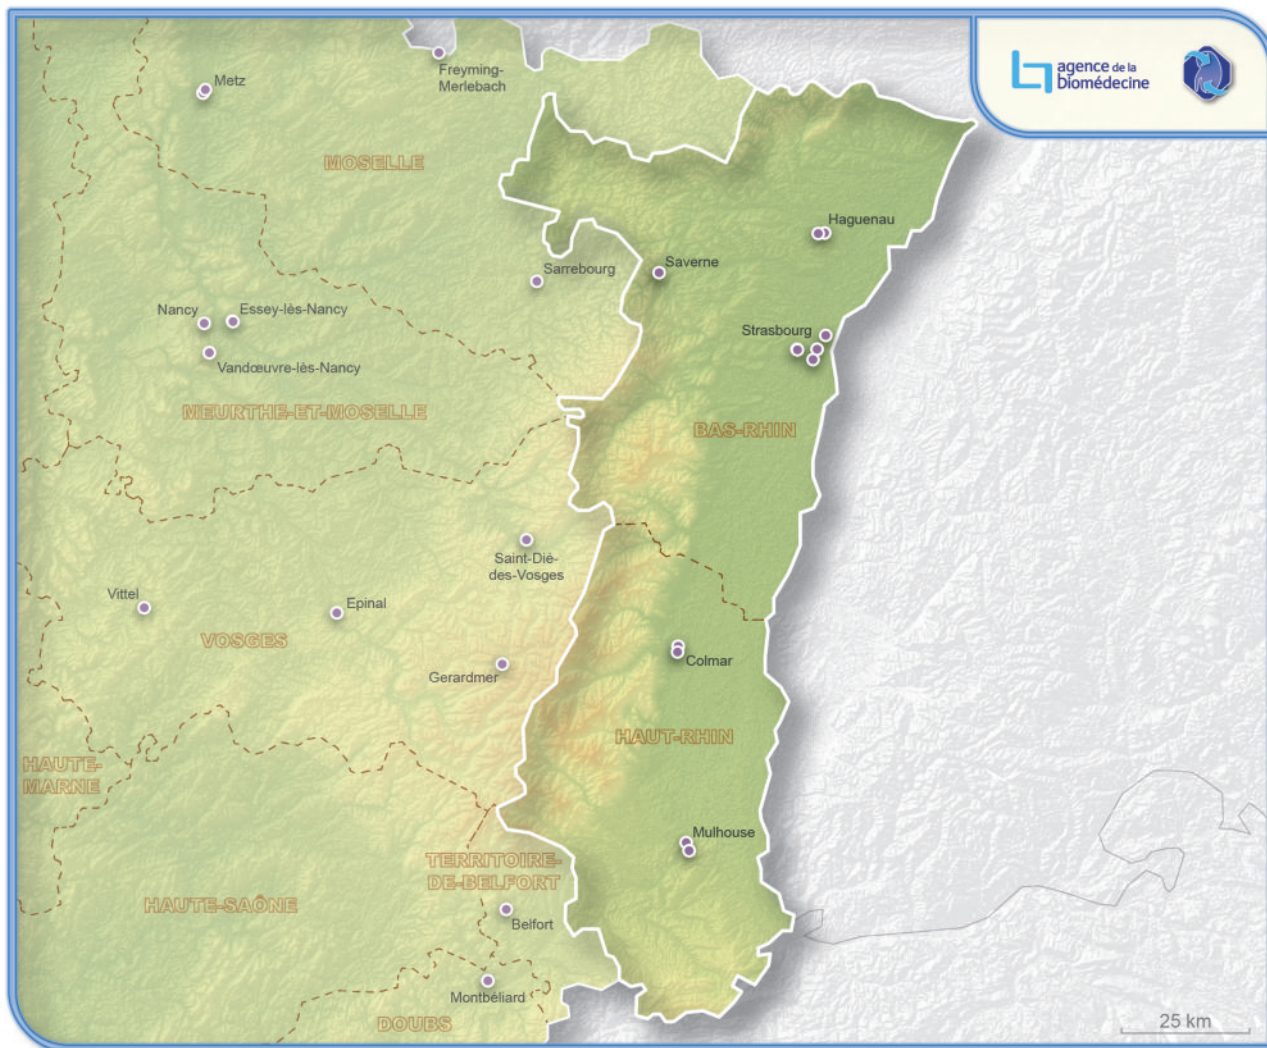 agence de la
biomédecine
Metz
Freyming-
Merlebach
MOSELLE
Haguenau
Saverne
Sarrebourg
Nancy
Essey-lès-Nancy
Strasbourg
Vandœuvre-lès-Nancy
MEURTHE-ET-MOSELLE
BAS-RHIN
Saint-Dié-
des-Vosges
Vittel
Epinal
VOSGES
Colmar
Gerardmer
HAUT-RHIN
HAUTE-
MARNE
Mulhouse
TERRITOIRE-
DE-BELFORT
HAUTE-SAÔNE
Belfort
Montbéliard
DOUBS
25 km